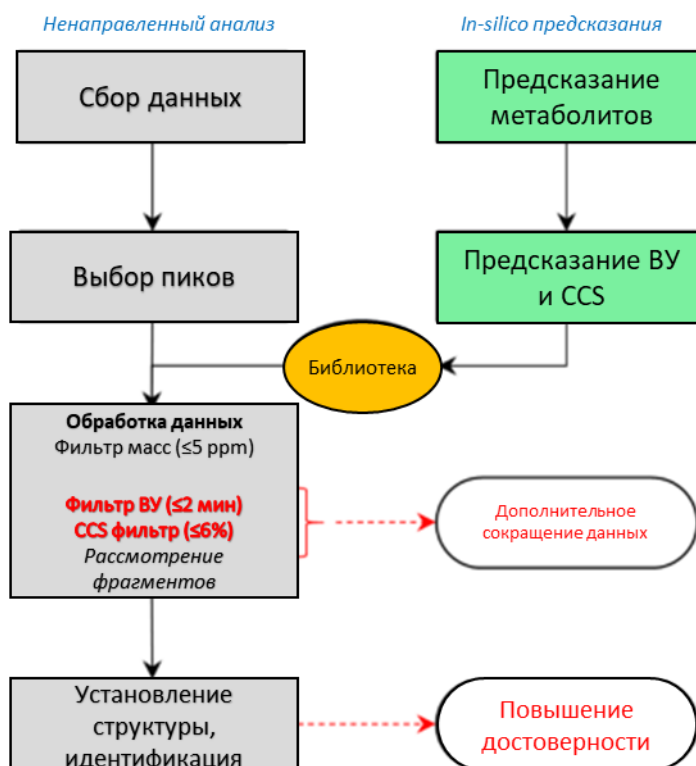 Ненаправленный анализ
In-silico предсказания
Сбор данных
Предсказание
метаболитов
Выбор пиков
Предсказание ВУ
и CCS
Библиотека
Обработка данных
Фильтр масс (≤5 ppm)
Фильтр ВУ (≤2 мин)
CCS фильтр (≤6%)
Рассмотрение
фрагментов
Дополнительное
сокращение данных
Установление
структуры,
идентификация
Повышение
достоверности